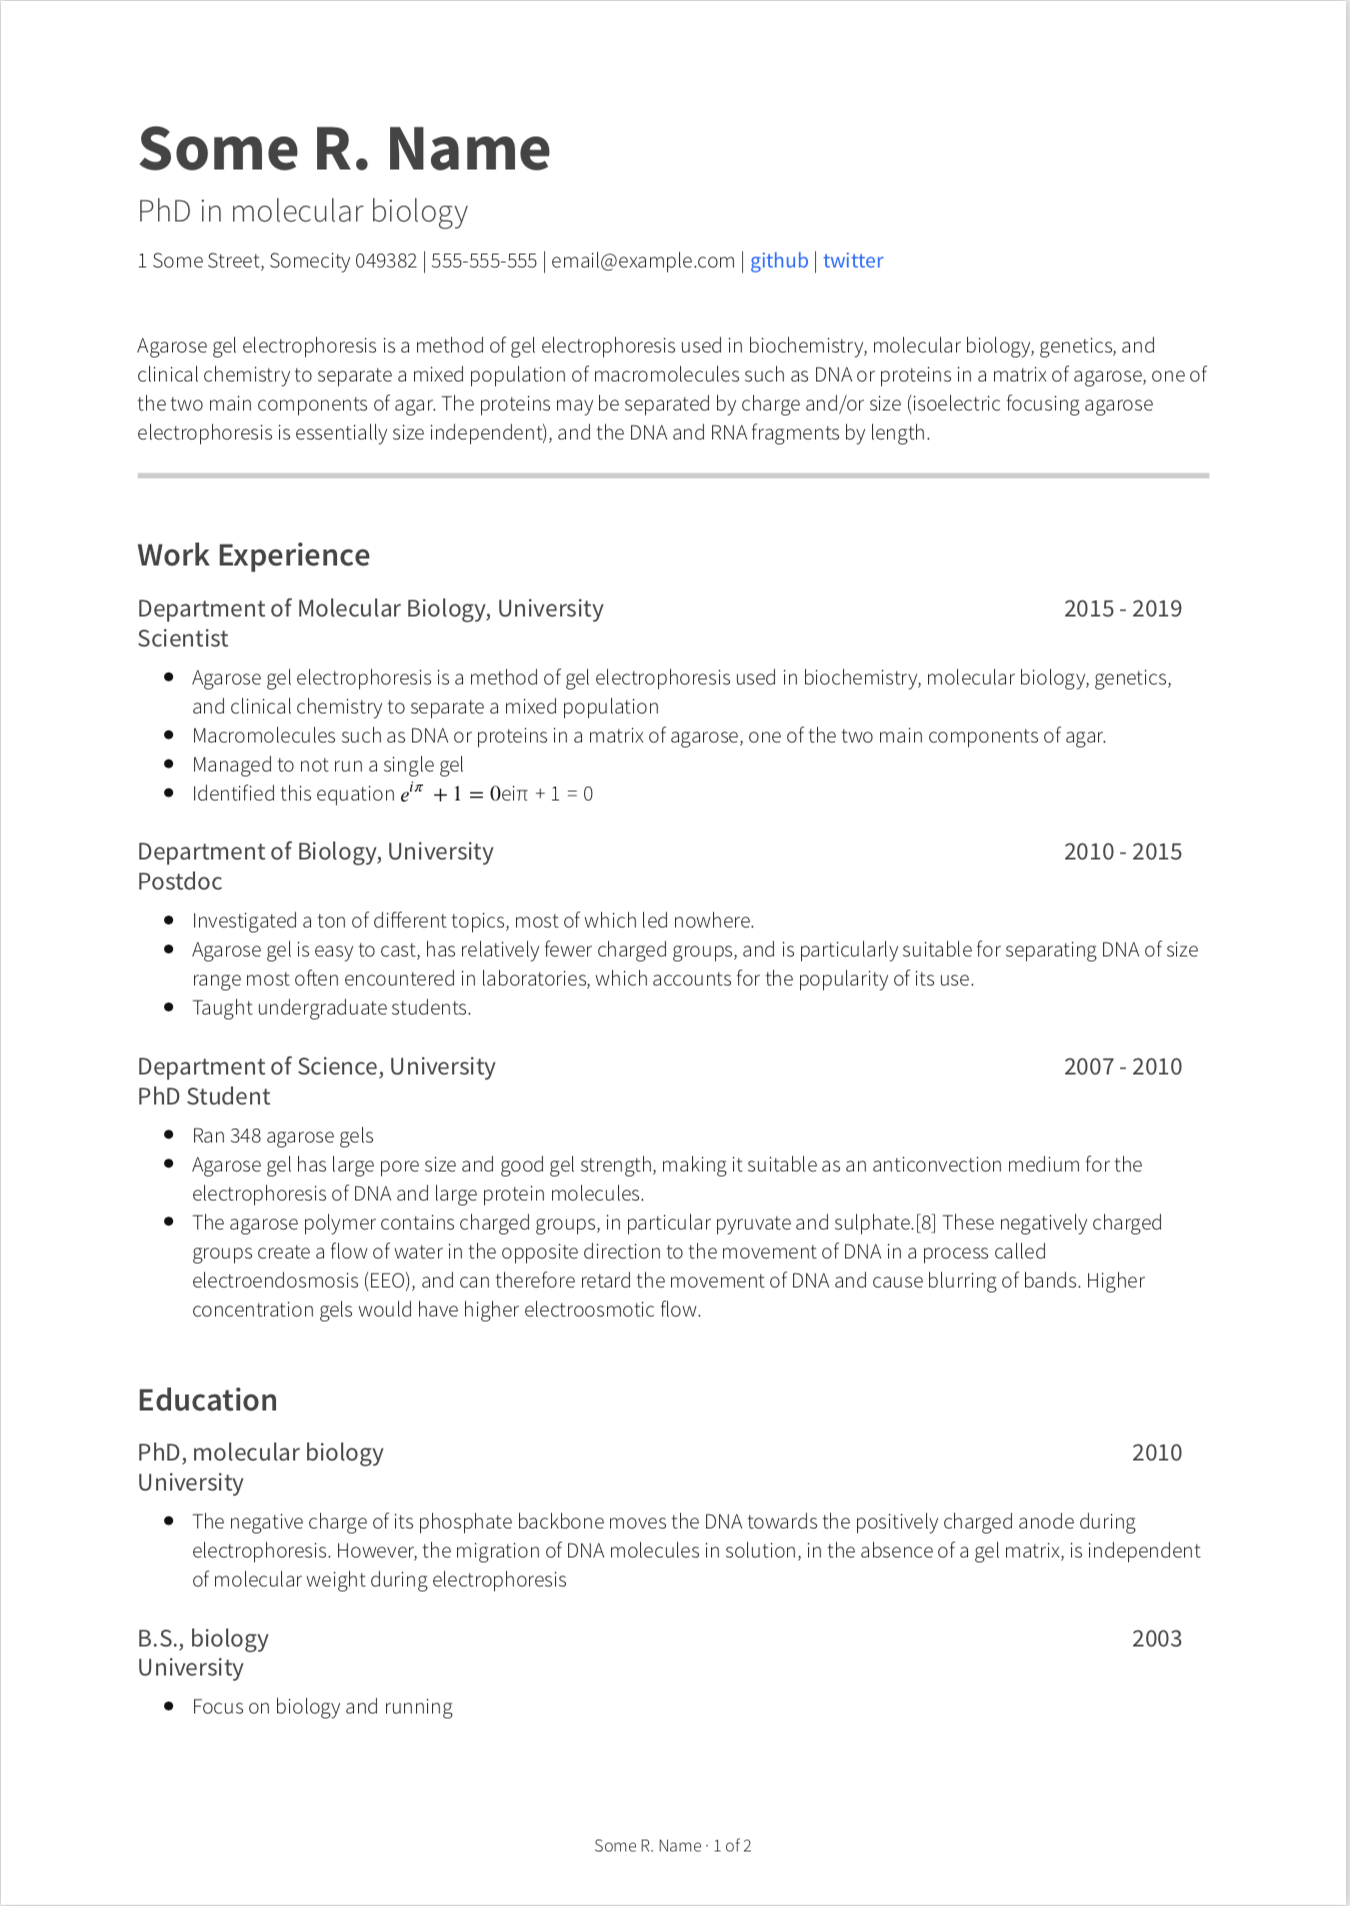 Some R. Name
PhD in molecular biology
1 Some Street, Somecity 049382 | 555-555-555 | email@example.com | github | twitter
Agarose gel electrophoresis is a method of gel electrophoresis used in biochemistry, molecular biology, genetics, and
clinical chemistry to separate a mixed population of macromolecules such as DNA or proteins in a matrix of agarose, one of
the two main components of agar. The proteins may be separated by charge and/or size (isoelectric focusing agarose
electrophoresis is essentially size independent), and the DNA and RNA fragments by length.
Work Experience
Department of Molecular Biology, University 2015 - 2019
Scientist
● Agarose gel electrophoresis is a method of gel electrophoresis used in biochemistry, molecular biology, genetics,
and clinical chemistry to separate a mixed population
● Macromolecules such as DNA or proteins in a matrix of agarose, one of the two main components of agar.
● Managed to not run a single gel
● Identified this equation e^{iπ} + 1 = 0eiπ + 1 = 0
Department of Biology, University 2010 - 2015
Postdoc
● Investigated a ton of different topics, most of which led nowhere.
● Agarose gel is easy to cast, has relatively fewer charged groups, and is particularly suitable for separating DNA of size
range most often encountered in laboratories, which accounts for the popularity of its use.
● Taught undergraduate students.
Department of Science, University 2007 - 2010
PhD Student
● Ran 348 agarose gels
● Agarose gel has large pore size and good gel strength, making it suitable as an anticonvection medium for the
electrophoresis of DNA and large protein molecules.
● The agarose polymer contains charged groups, in particular pyruvate and sulphate.[8] These negatively charged
groups create a flow of water in the opposite direction to the movement of DNA in a process called
electroendosmosis (EEO), and can therefore retard the movement of DNA and cause blurring of bands. Higher
concentration gels would have higher electroosmotic flow.
Education
PhD, molecular biology 2010
University
● The negative charge of its phosphate backbone moves the DNA towards the positively charged anode during
electrophoresis. However, the migration of DNA molecules in solution, in the absence of a gel matrix, is independent
of molecular weight during electrophoresis
B.S., biology 2003
University
● Focus on biology and running
Some R. Name · 1 of 2